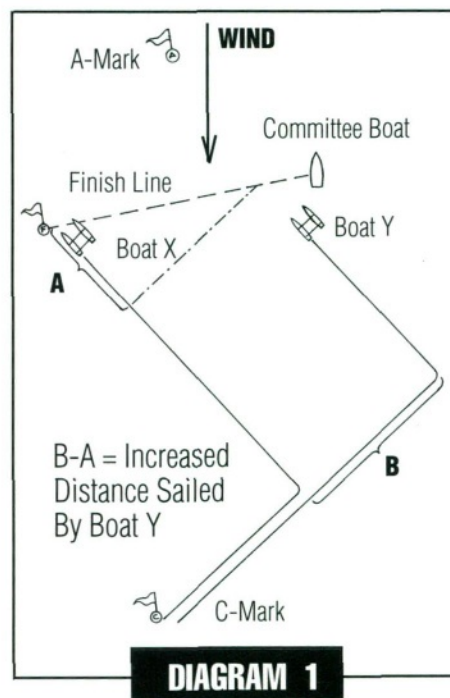 WIND
A-Mark
A
Committee Boat
Finish Line
F
Boat X
Boat Y
A
B-A = Increased
Distance Sailed
By Boat Y
B
C
C-Mark
DIAGRAM 1